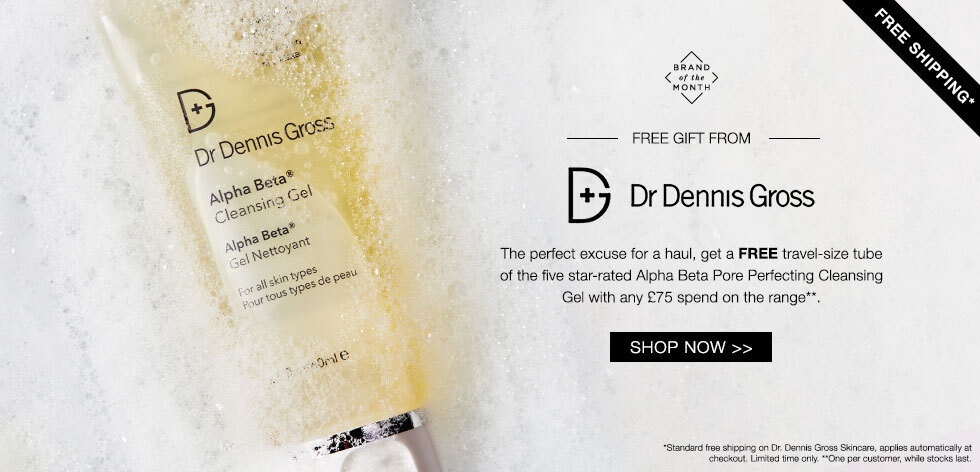 Dr Dennis Gross
Alpha Beta®
Cleansing Gel
Alpha Beta®
Gel Nettoyant
For all skin types
Pour tous types de peau
0ml e
BRAND
of the
MONTH
FREE SHIPPING*
FREE GIFT FROM
Dr Dennis Gross
The perfect excuse for a haul, get a FREE travel-size tube
of the five star-rated Alpha Beta Pore Perfecting Cleansing
Gel with any £75 spend on the range**.
SHOP NOW >>
*Standard free shipping on Dr. Dennis Gross Skincare, applies automatically at
checkout. Limited time only. **One per customer, while stocks last.